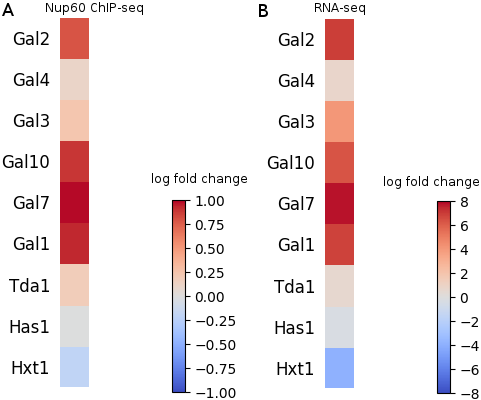 A
Nup60 ChIP-seq
Gal2
Gal4
Gal3
Gal10
Gal7
Gal1
Tda1
Has1
Hxt1
log fold change
1.00
0.75
0.50
0.25
0.00
−0.25
−0.50
−0.75
−1.00
B
RNA-seq
Gal2
Gal4
Gal3
Gal10
Gal7
Gal1
Tda1
Has1
Hxt1
log fold change
8
6
4
2
0
−2
−4
−6
−8